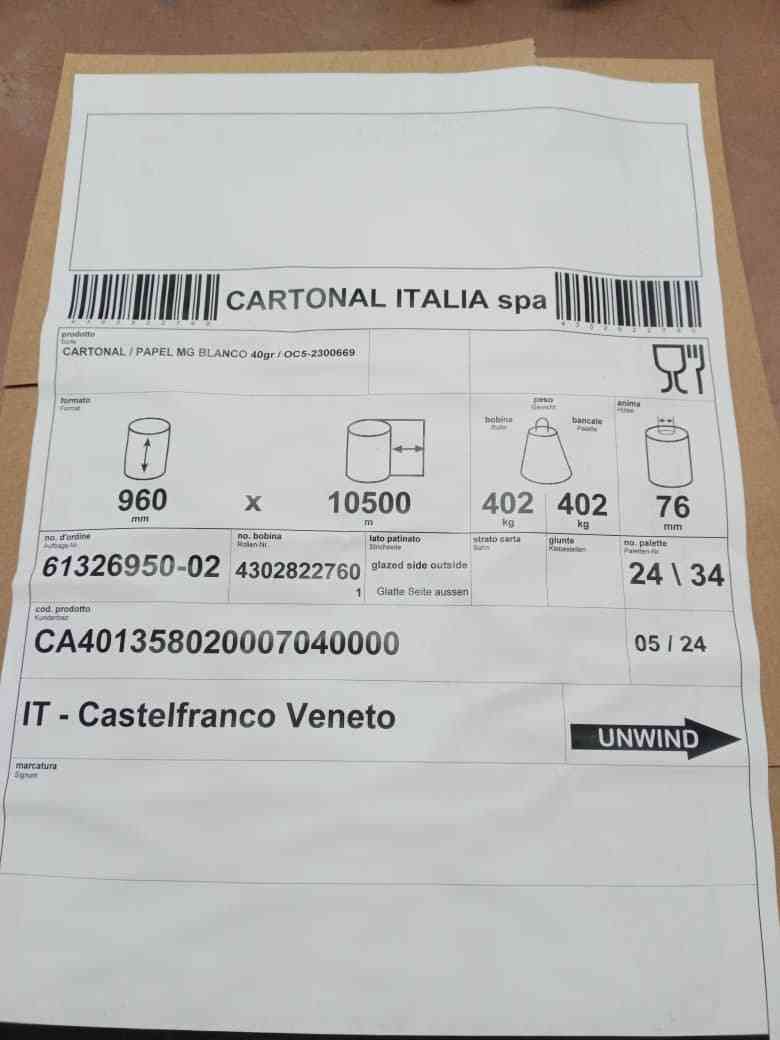 CARTONAL ITALIA spa
prodotto
Sorte
CARTONAL / PAPEL MG BLANCO 40gr / OC5-2300669
formato
Format
960
mm
x
10500
m
peso
Gewicht
bobina
Rolle
bancale
Palette
402
kg
402
kg
anima
Hülse
76
mm
no. d'ordine
Auftrags-Nr.
61326950-02
no. bobina
Rollen-Nr.
4302822760
1
lato patinato
Strichseite
glazed side outside
Glatte Seite aussen
strato carta
Bahn
giunte
Klebestellen
no. palette
Paletten-Nr.
24 \ 34
cod. prodotto
CA401358020007040000
05 / 24
IT - Castelfranco Veneto
UNWIND
marcatura
Signum